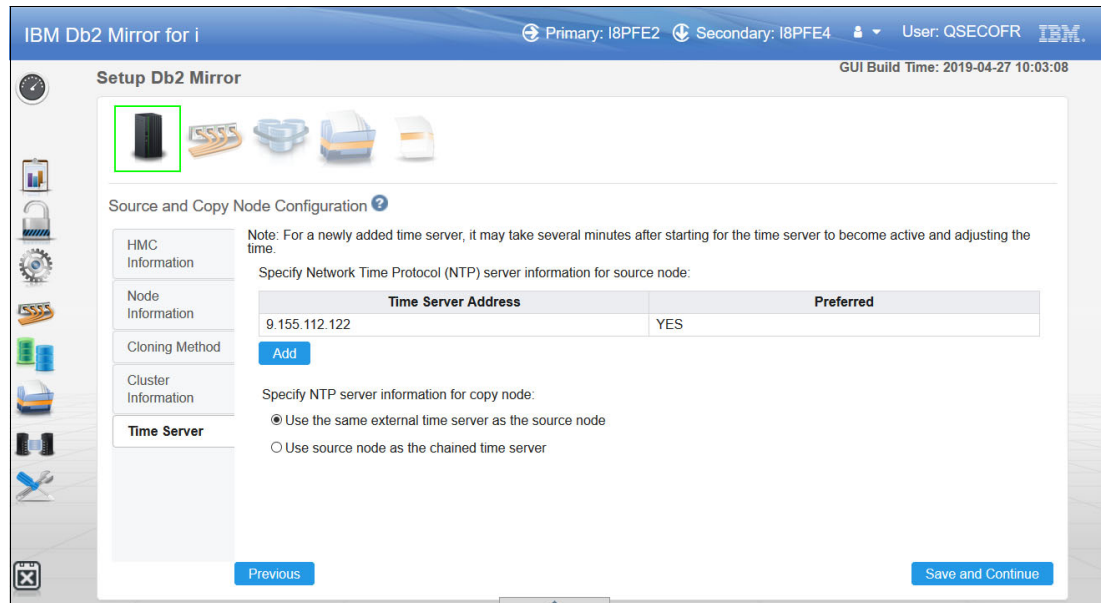 IBM Db2 Mirror for i
Primary: I8PFE2 Secondary: I8PFE4 User: QSECOFR IBM.
GUI Build Time: 2019-04-27 10:03:08
Setup Db2 Mirror
Source and Copy Node Configuration ?
HMC
Information
Node
Information
Cloning Method
Cluster
Information
Time Server
Note: For a newly added time server, it may take several minutes after starting for the time server to become active and adjusting the
time.
Specify Network Time Protocol (NTP) server information for source node:
Time Server Address Preferred
9.155.112.122 YES
Add
Specify NTP server information for copy node:
Use the same external time server as the source node
Use source node as the chained time server
Previous
Save and Continue